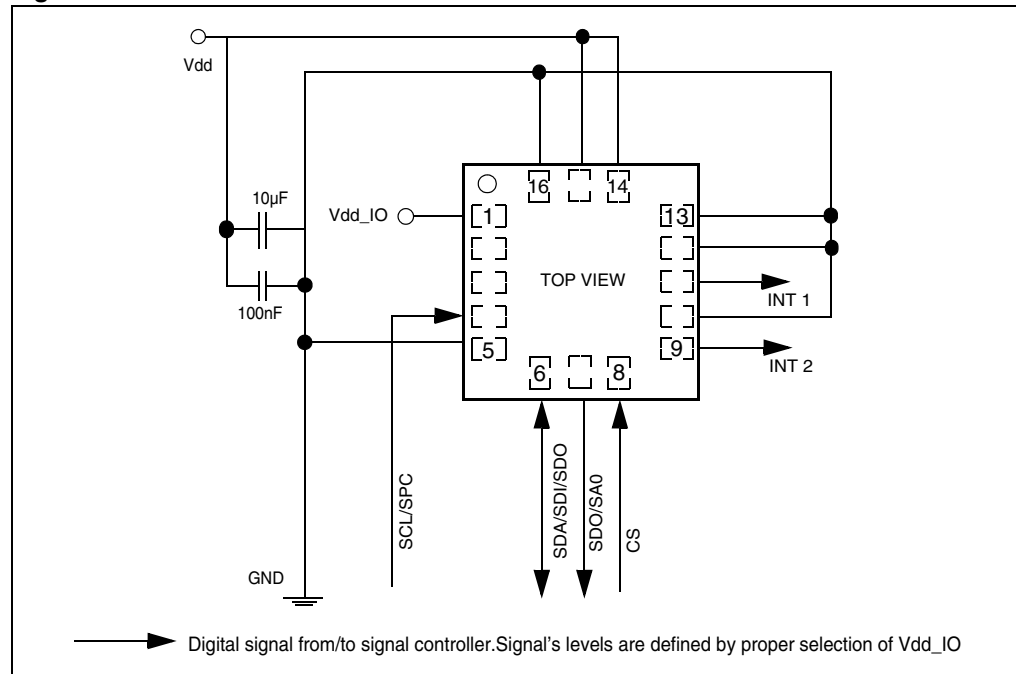 Vdd
10µF
100nF
Vdd_IO
16
14
1
13
TOP VIEW
INT 1
5
9
INT 2
6
8
SCL/SPC
SDA/SDI/SDO
SDO/SA0
CS
GND
Digital signal from/to signal controller.Signal's levels are defined by proper selection of Vdd_IO